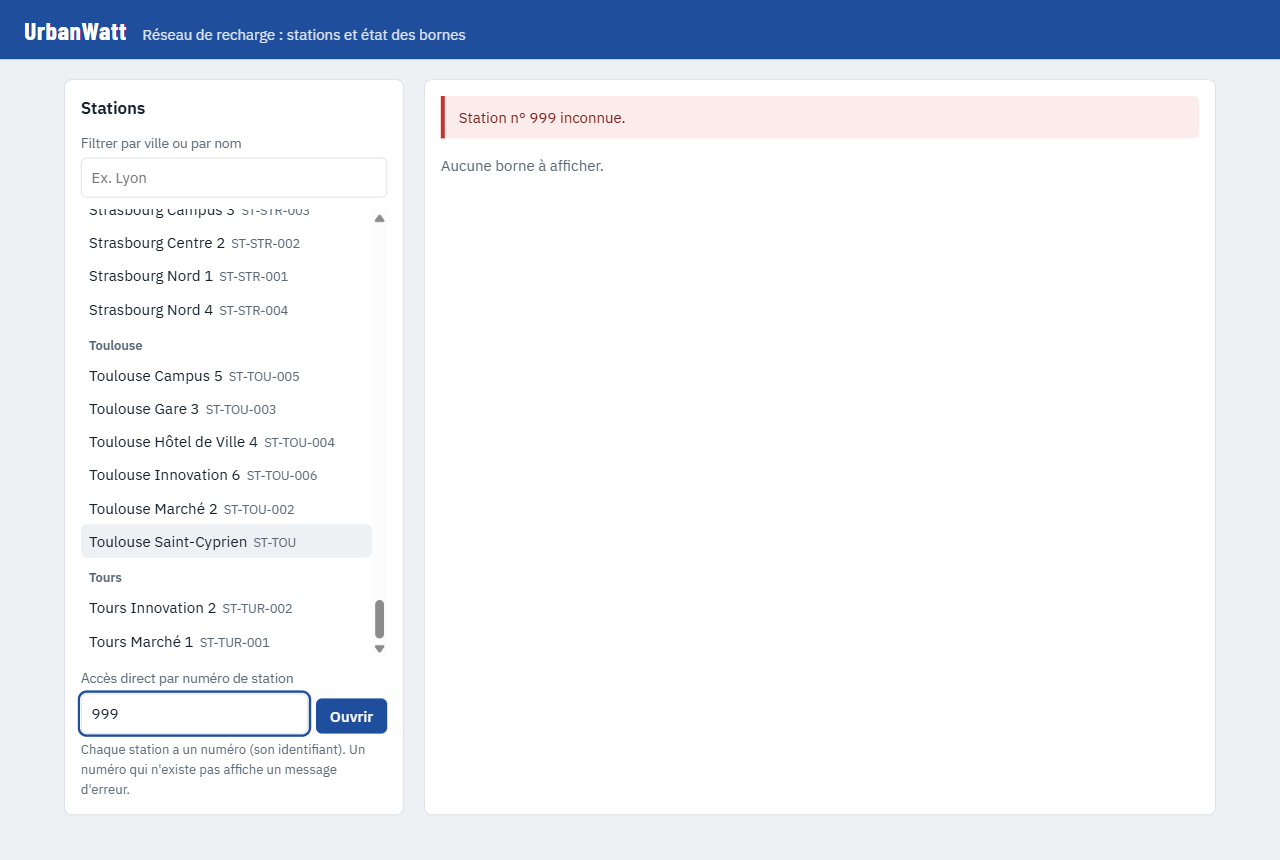 UrbanWatt Réseau de recharge : stations et état des bornes
Stations
Filtrer par ville ou par nom
Ex. Lyon
Strasbourg Campus 3 ST-STR-003
Strasbourg Centre 2 ST-STR-002
Strasbourg Nord 1 ST-STR-001
Strasbourg Nord 4 ST-STR-004
Toulouse
Toulouse Campus 5 ST-TOU-005
Toulouse Gare 3 ST-TOU-003
Toulouse Hôtel de Ville 4 ST-TOU-004
Toulouse Innovation 6 ST-TOU-006
Toulouse Marché 2 ST-TOU-002
Toulouse Saint-Cyprien ST-TOU
Tours
Tours Innovation 2 ST-TUR-002
Tours Marché 1 ST-TUR-001
Accès direct par numéro de station
999
Ouvrir
Chaque station a un numéro (son identifiant). Un
numéro qui n'existe pas affiche un message
d'erreur.
Station n° 999 inconnue.
Aucune borne à afficher.